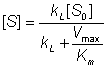 [S] = k_L[S_0] / (k_L + V_max / K_m)